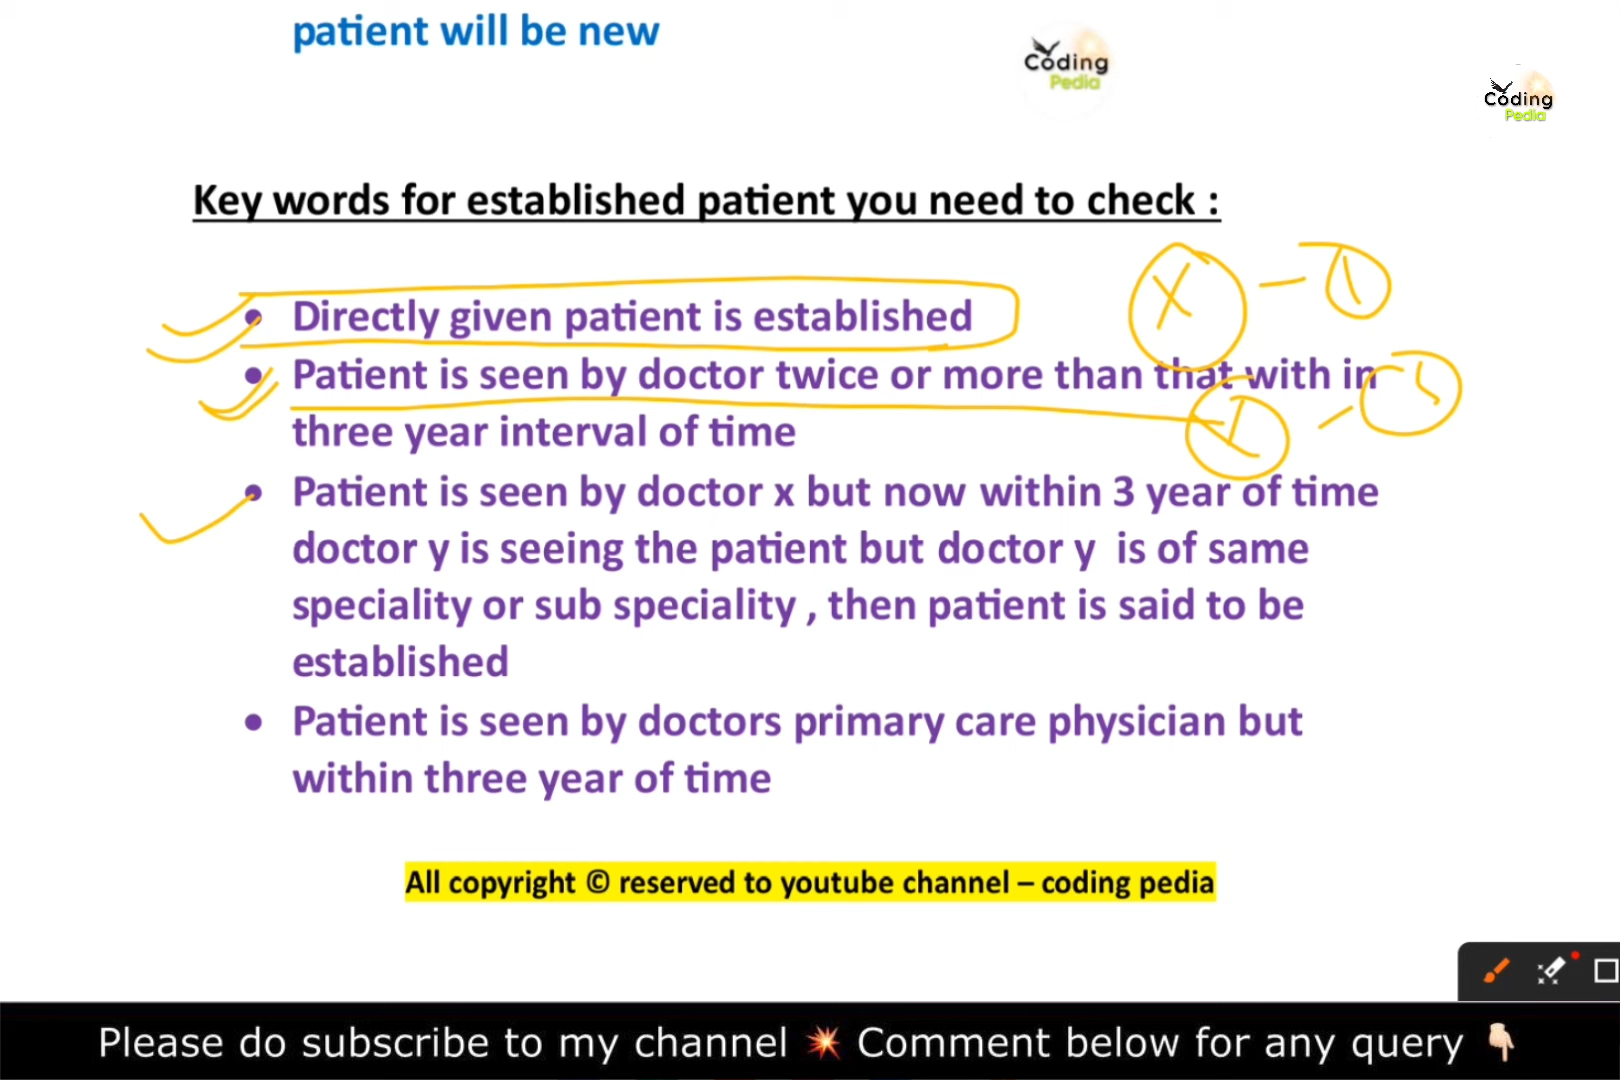 patient will be new
Coding
Pedia
Coding
Pedia
Key words for established patient you need to check :
• Directly given patient is established
X - 1
• Patient is seen by doctor twice or more than that with in
three year interval of time
• Patient is seen by doctor x but now within 3 year of time
doctor y is seeing the patient but doctor y is of same
speciality or sub speciality , then patient is said to be
established
• Patient is seen by doctors primary care physician but
within three year of time
All copyright © reserved to youtube channel – coding pedia
Please do subscribe to my channel 💥 Comment below for any query 👇🏻